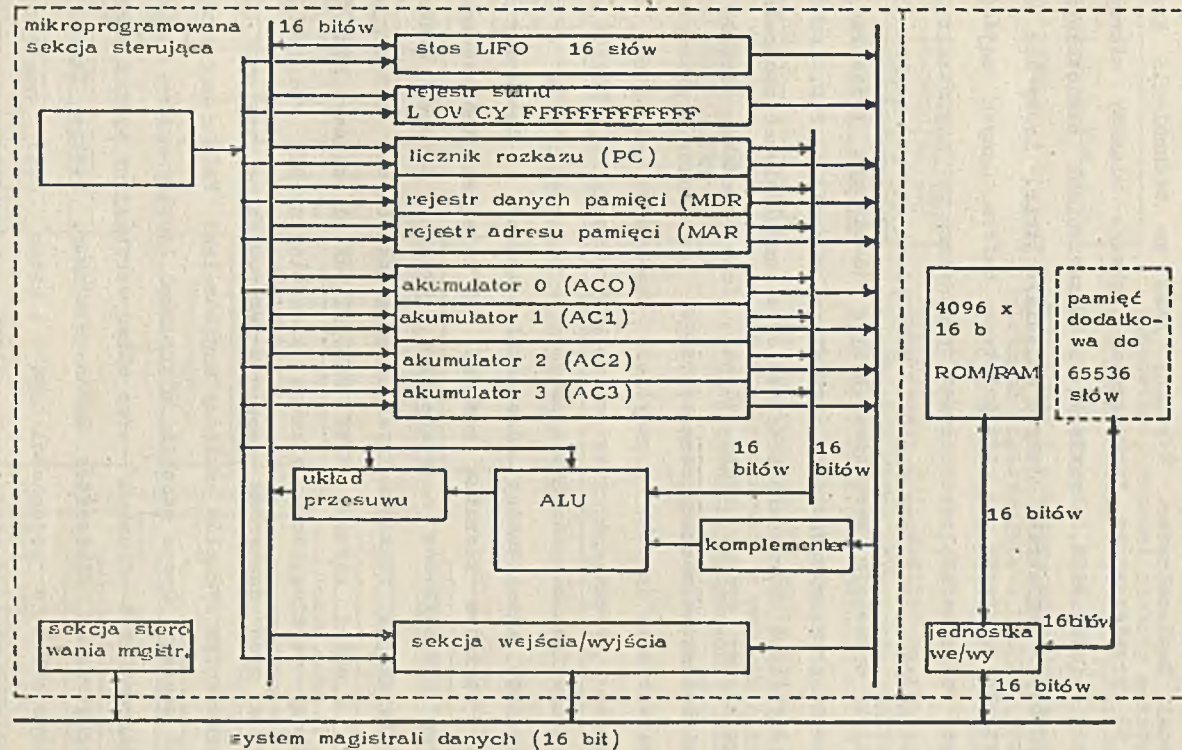 mikroprogramowana
sekcja sterująca
16 bitów
stos LIFO 16 słów
rejestr stanu
L OV CY FFFFFFFFFFFFF
licznik rozkazu (PC)
rejestr danych pamięci (MDR
rejestr adresu pamięci (MAR
akumulator 0 (AC0)
akumulator 1 (AC1)
akumulator 2 (AC2)
akumulator 3 (AC3)
16
bitów
16
bitów
układ
przesuwu
ALU
komplementer
sekcja stero
wania magistr.
sekcja wejścia/wyjścia
4096 x
16 b
ROM/RAM
pamięć
dodatko-
wa do
65536
słów
16 bitów
16 bitów
jednostka
we/wy
16 bitów
system magistrali danych (16 bit)